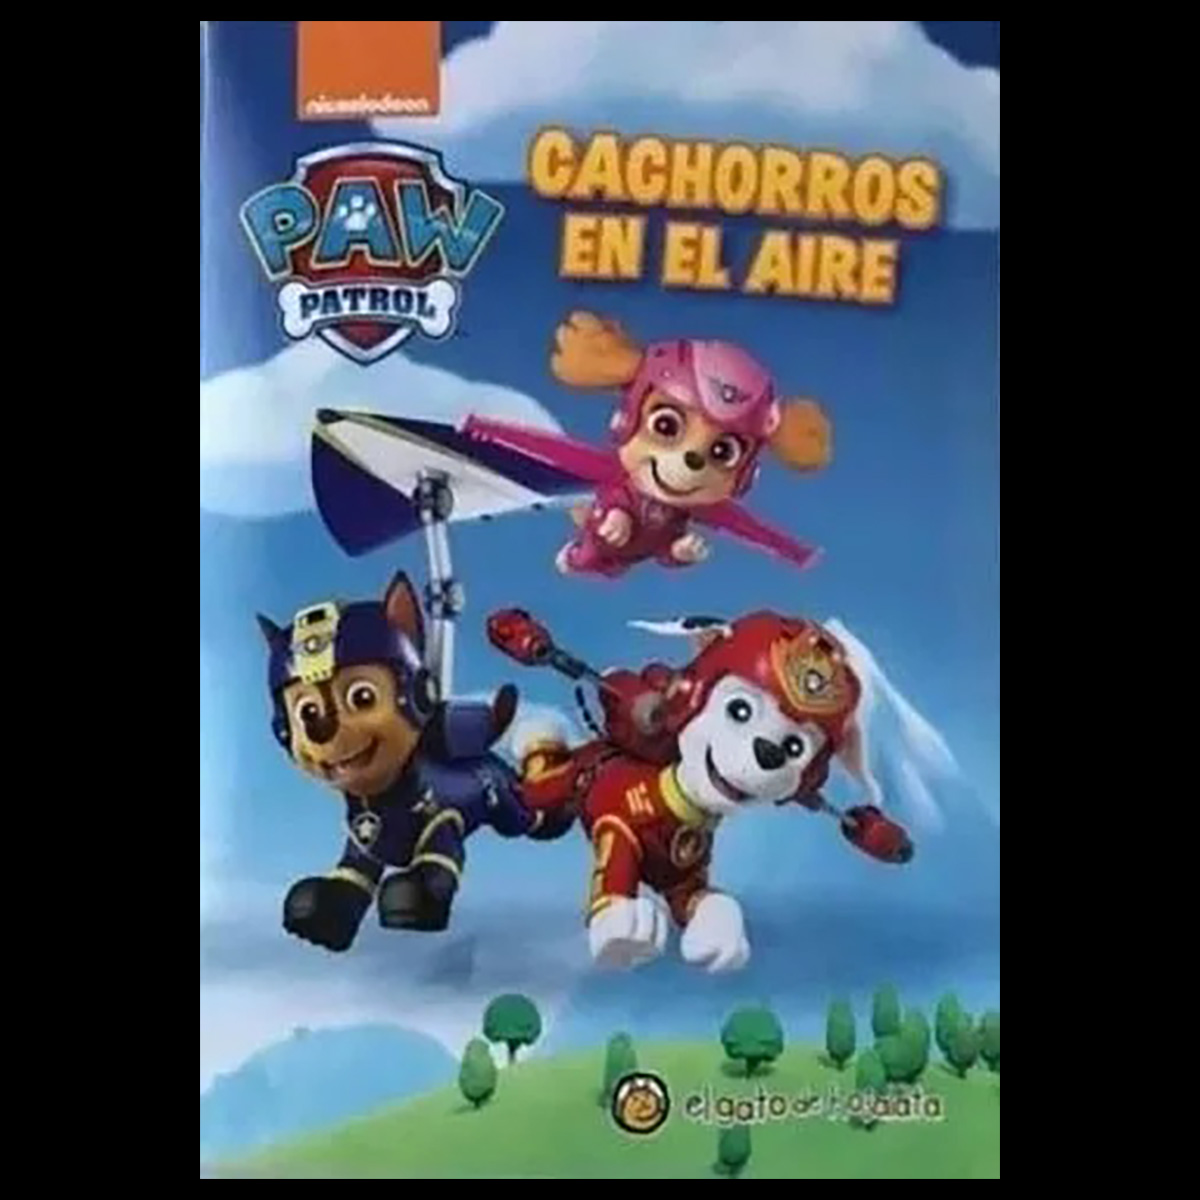 nickelodeon
PAW
PATROL
CACHORROS
EN EL AIRE
el gato de hojalata